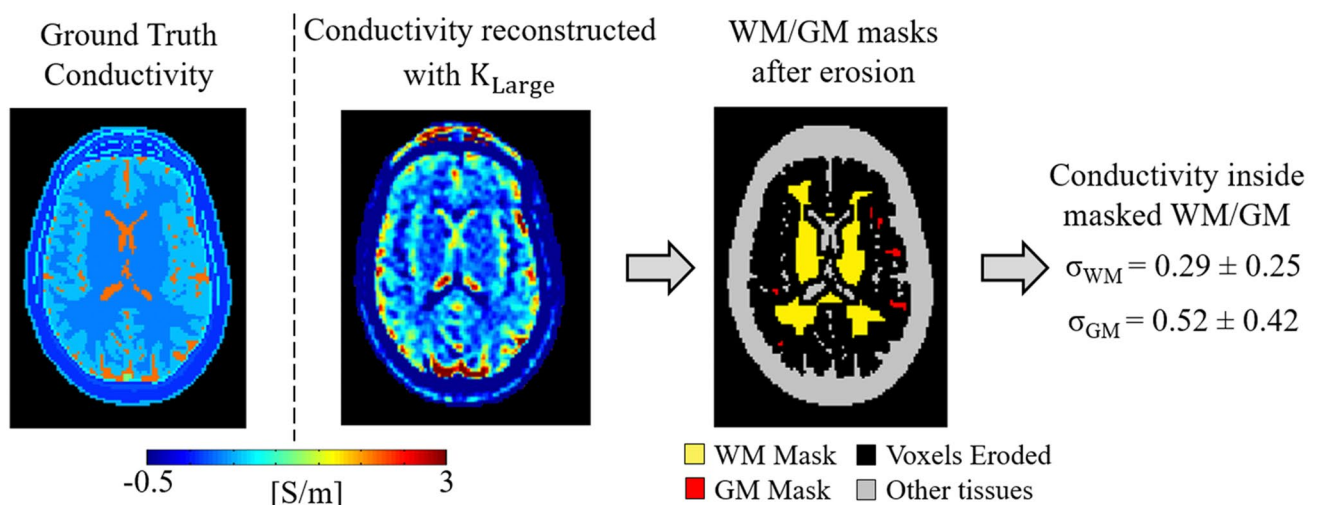 Ground Truth
Conductivity
Conductivity reconstructed
with K_Large
WM/GM masks
after erosion
Conductivity inside
masked WM/GM
σ_WM = 0.29 ± 0.25
σ_GM = 0.52 ± 0.42
-0.5
[S/m]
3
WM Mask
Voxels Eroded
GM Mask
Other tissues